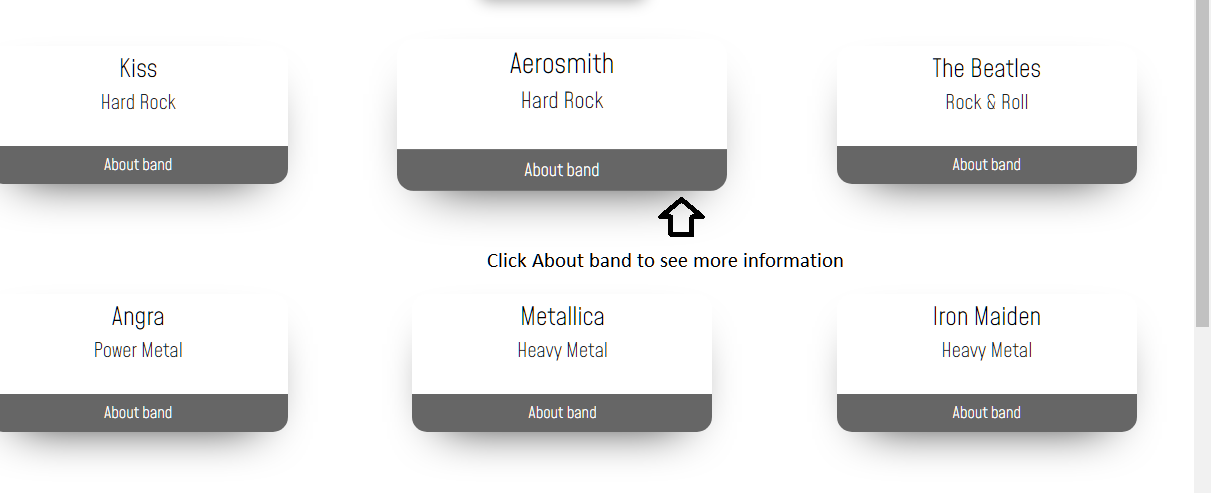 Kiss
Hard Rock
About band
Aerosmith
Hard Rock
About band
The Beatles
Rock & Roll
About band
Click About band to see more information
Angra
Power Metal
About band
Metallica
Heavy Metal
About band
Iron Maiden
Heavy Metal
About band